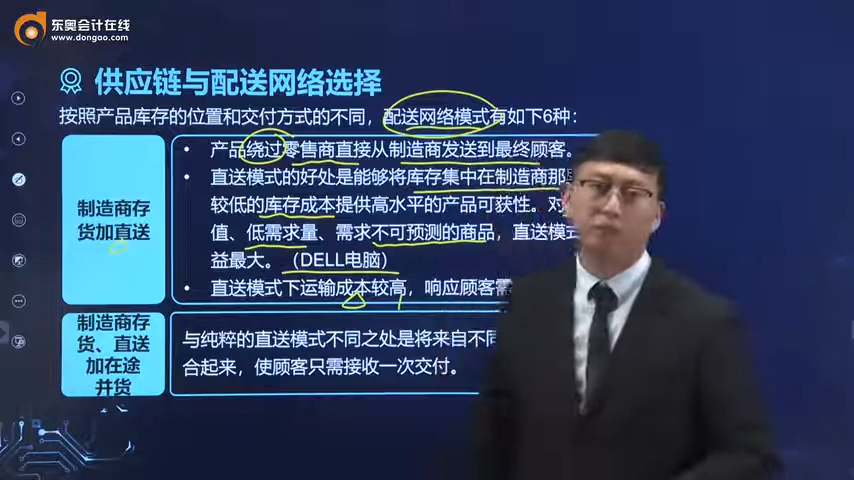 东奥会计在线
www.dongao.com
供应链与配送网络选择
按照产品库存的位置和交付方式的不同，配送网络模式有如下6种：
制造商存
货加直送
• 产品绕过零售商直接从制造商发送到最终顾客。
• 直送模式的好处是能够将库存集中在制造商那
较低的库存成本提供高水平的产品可获性。对
值、低需求量、需求不可预测的商品，直送模式
益最大。（DELL电脑）
• 直送模式下运输成本较高，响应顾客需
制造商存
货、直送
加在途
并货
与纯粹的直送模式不同之处是将来自不同
合起来，使顾客只需接收一次交付。